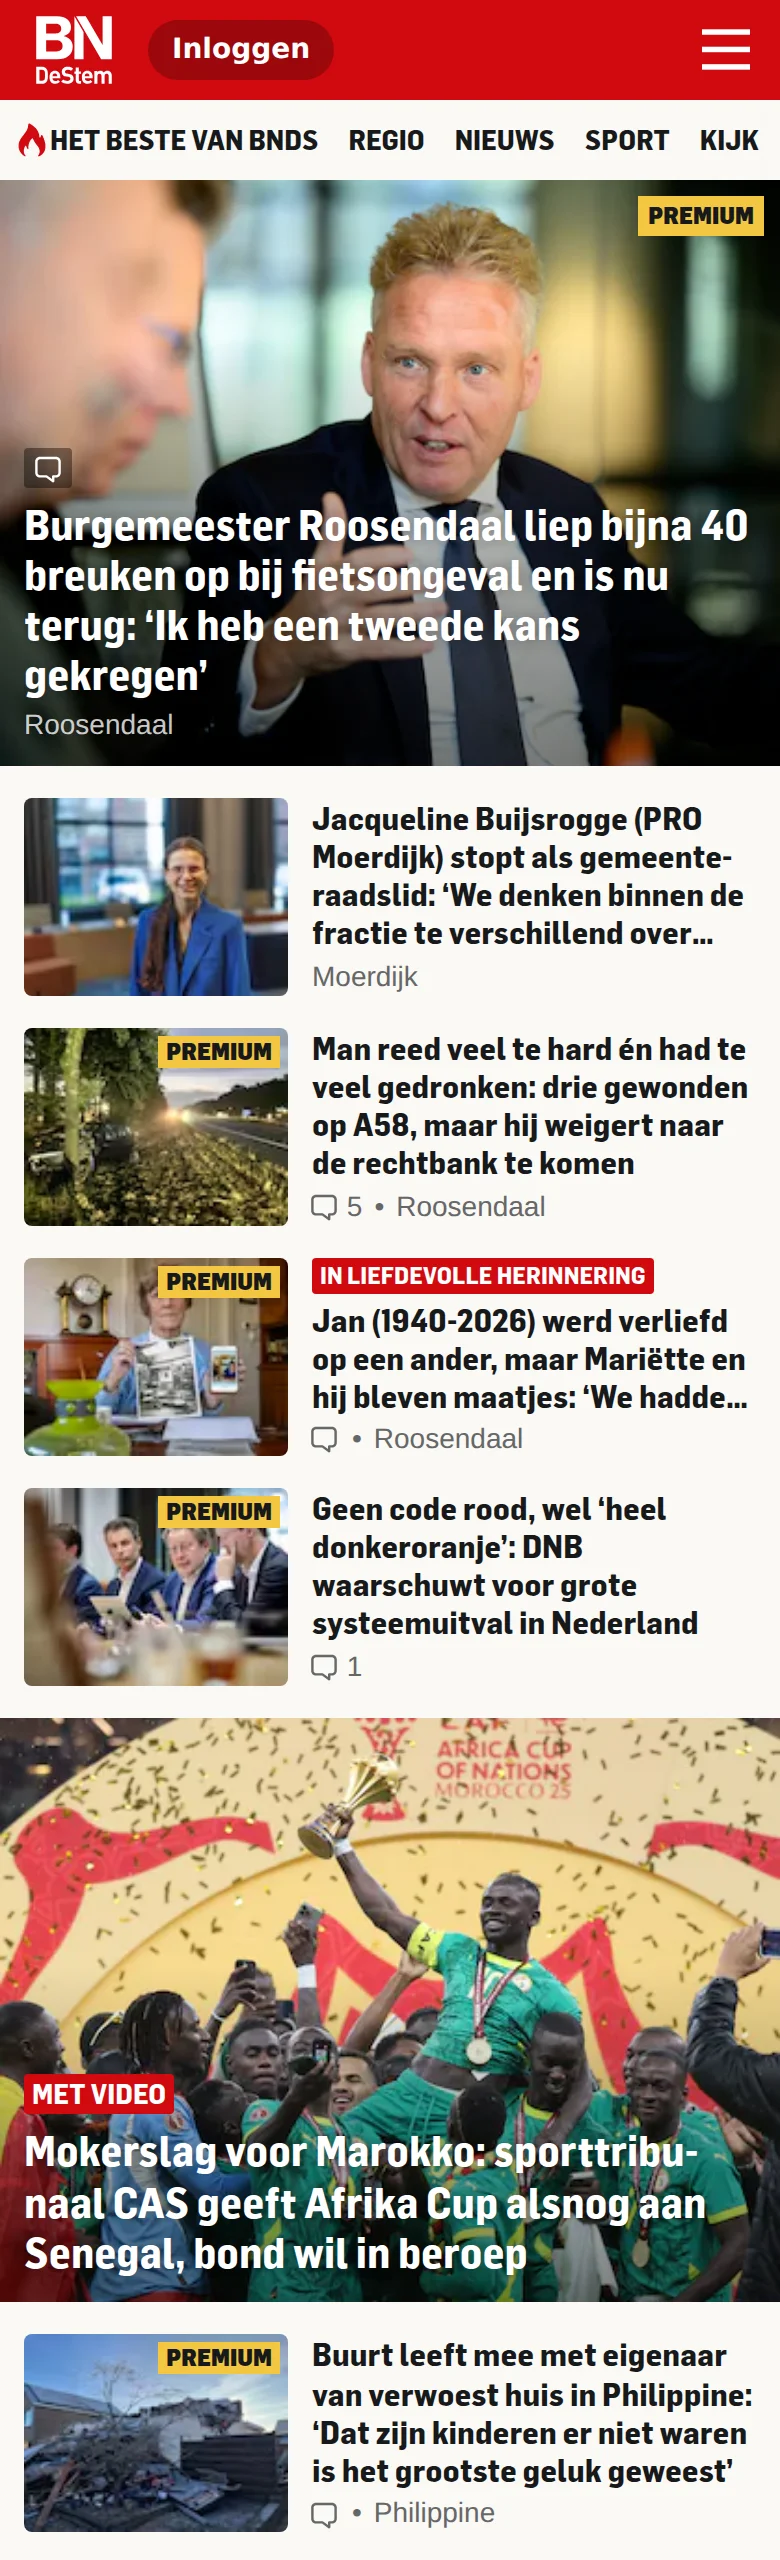 BN
DeStem
Inloggen
HET BESTE VAN BNDS REGIO NIEUWS SPORT KIJK
PREMIUM
Burgemeester Roosendaal liep bijna 40
breuken op bij fietsongeval en is nu
terug: ‘Ik heb een tweede kans
gekregen’
Roosendaal
Jacqueline Buijsrogge (PRO
Moerdijk) stopt als gemeente-
raadslid: ‘We denken binnen de
fractie te verschillend over...
Moerdijk
PREMIUM
Man reed veel te hard én had te
veel gedronken: drie gewonden
op A58, maar hij weigert naar
de rechtbank te komen
5 • Roosendaal
PREMIUM
IN LIEFDEVOLLE HERINNERING
Jan (1940-2026) werd verliefd
op een ander, maar Mariëtte en
hij bleven maatjes: ‘We hadde...
• Roosendaal
PREMIUM
Geen code rood, wel ‘heel
donkeroranje’: DNB
waarschuwt voor grote
systeemuitval in Nederland
1
AFRICA CUP
OF NATIONS
MOROCCO 25
MET VIDEO
Mokerslag voor Marokko: sporttribu-
naal CAS geeft Afrika Cup alsnog aan
Senegal, bond wil in beroep
PREMIUM
Buurt leeft mee met eigenaar
van verwoest huis in Philippine:
‘Dat zijn kinderen er niet waren
is het grootste geluk geweest’
• Philippine